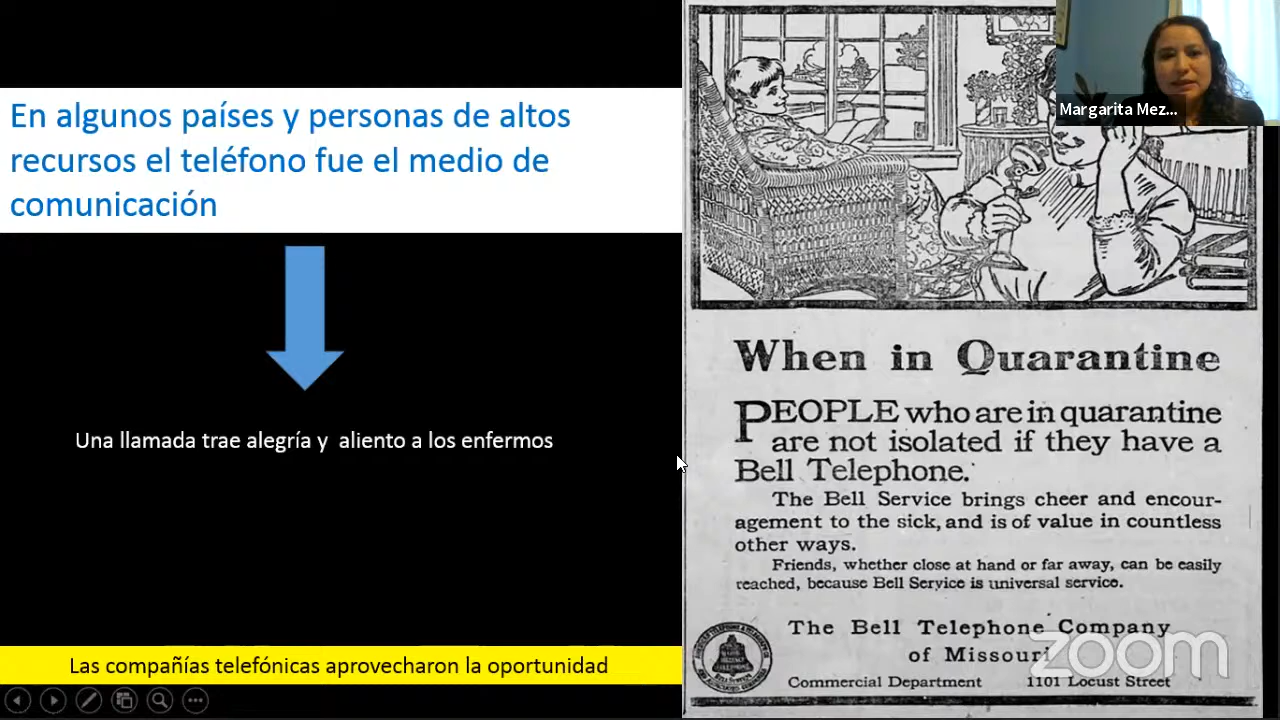 En algunos países y personas de altos
recursos el teléfono fue el medio de
comunicación
Una llamada trae alegría y aliento a los enfermos
Las compañías telefónicas aprovecharon la oportunidad
Margarita Mez...
When in Quarantine
PEOPLE who are in quarantine
are not isolated if they have a
Bell Telephone.
The Bell Service brings cheer and encour-
agement to the sick, and is of value in countless
other ways.
Friends, whether close at hand or far away, can be easily
reached, because Bell Service is universal service.
The Bell Telephone Company
of Missouri
Commercial Department 1101 Locust Street
zoom